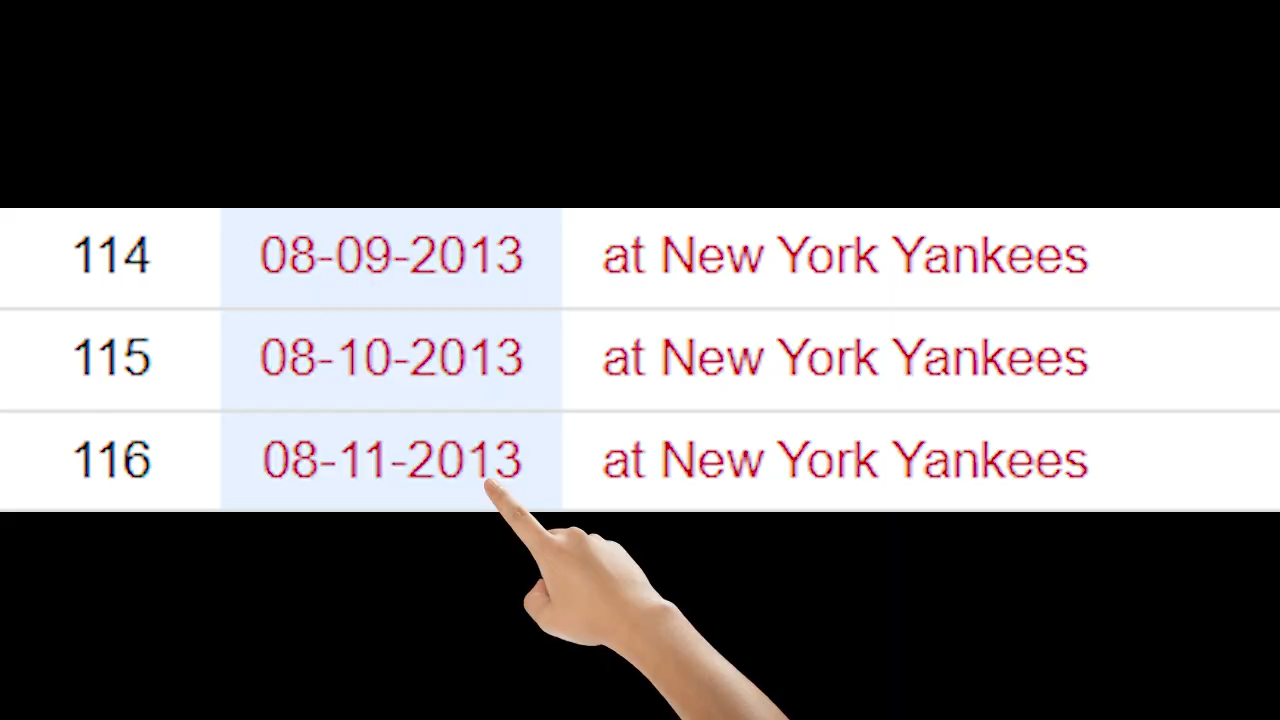 114 08-09-2013 at New York Yankees
115 08-10-2013 at New York Yankees
116 08-11-2013 at New York Yankees